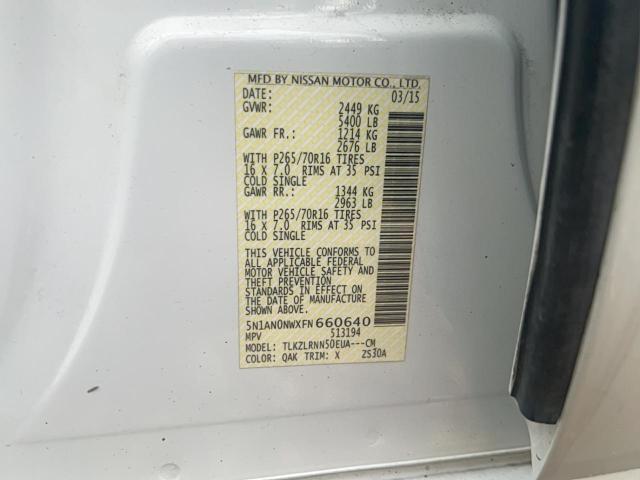 MFD BY NISSAN MOTOR CO., LTD.
DATE: 03/15
GVWR: 2449 KG
5400 LB
GAWR FR.: 1214 KG
2676 LB
WITH P265/70R16 TIRES
16 X 7.0 RIMS AT 35 PSI
COLD SINGLE
GAWR RR.: 1344 KG
2963 LB
WITH P265/70R16 TIRES
16 X 7.0 RIMS AT 35 PSI
COLD SINGLE
THIS VEHICLE CONFORMS TO
ALL APPLICABLE FEDERAL
MOTOR VEHICLE SAFETY AND
THEFT PREVENTION
STANDARDS IN EFFECT ON
THE DATE OF MANUFACTURE
SHOWN ABOVE.
5N1AN0NWXFN660640
MPV 513194
MODEL: TLKZLRNN50EUA---CM
COLOR: QAK TRIM: X ZS30A